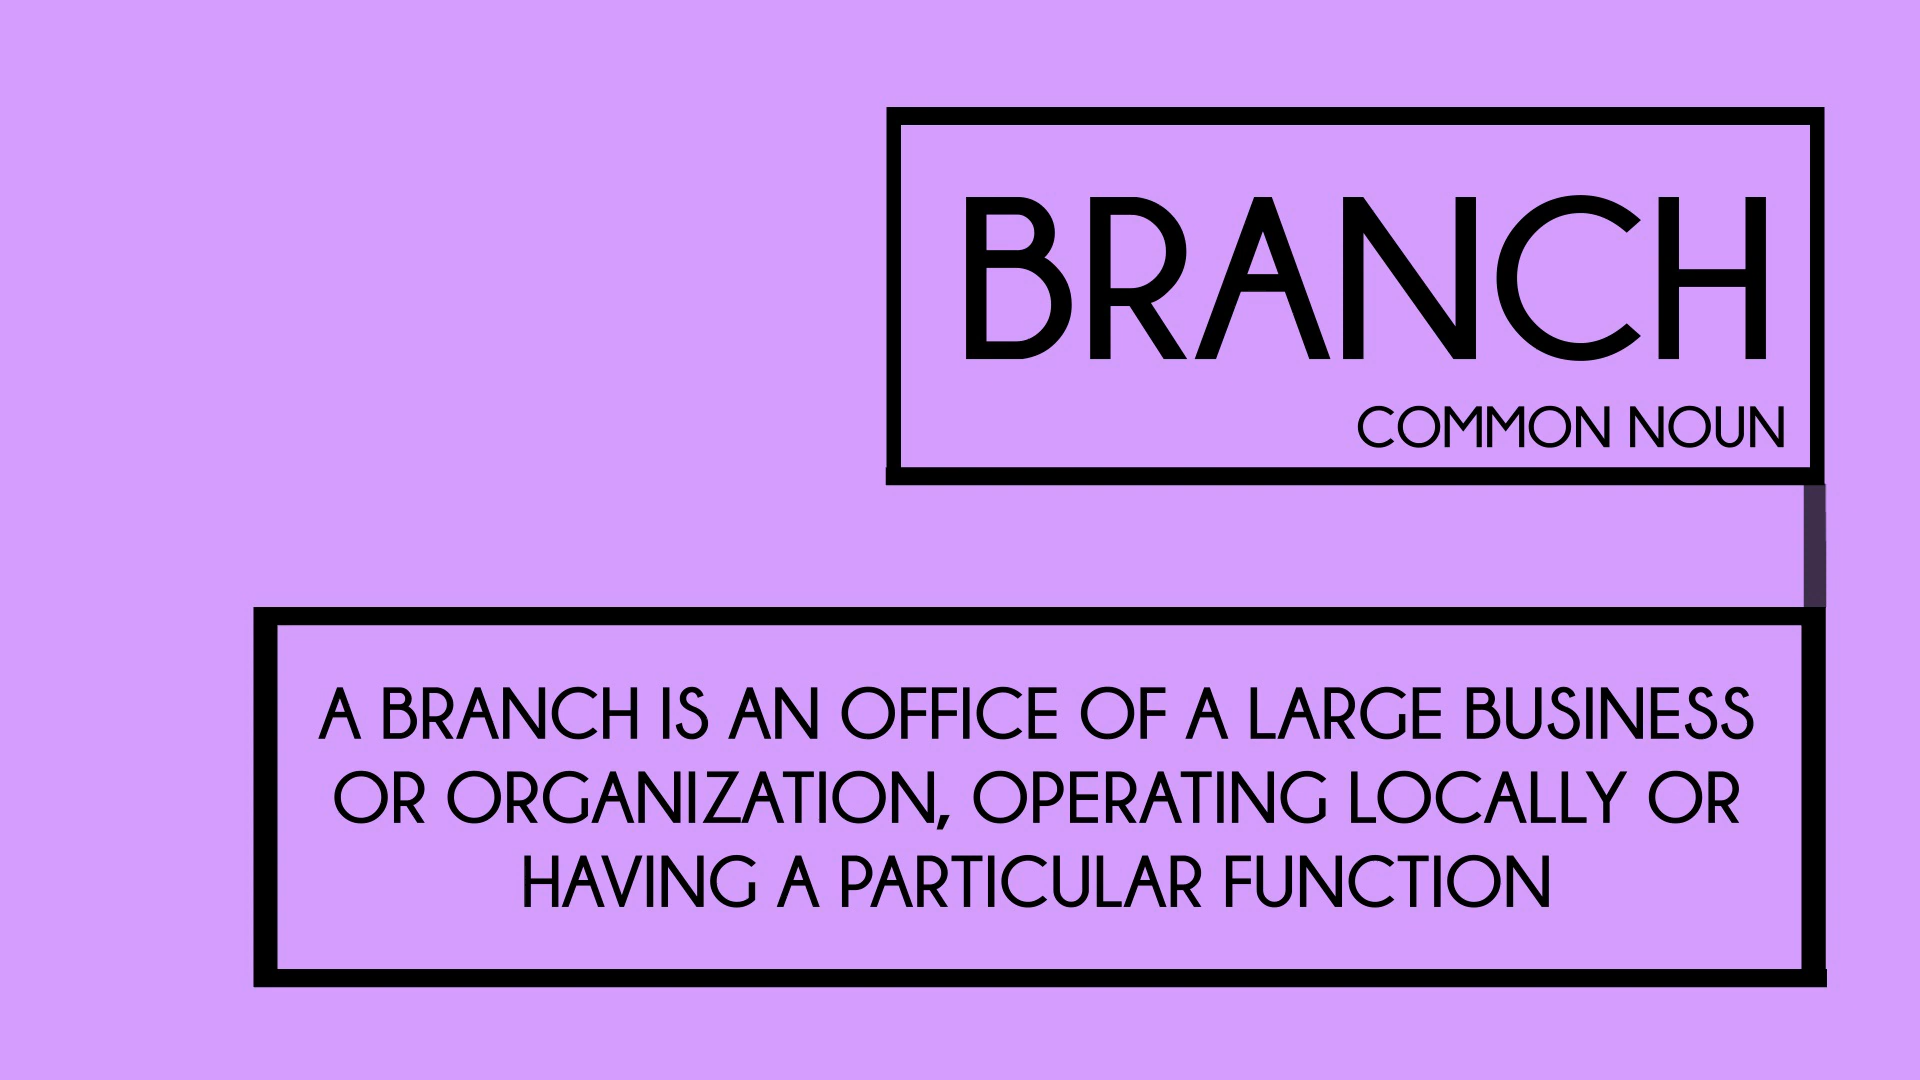 BRANCH
COMMON NOUN
A BRANCH IS AN OFFICE OF A LARGE BUSINESS
OR ORGANIZATION, OPERATING LOCALLY OR
HAVING A PARTICULAR FUNCTION